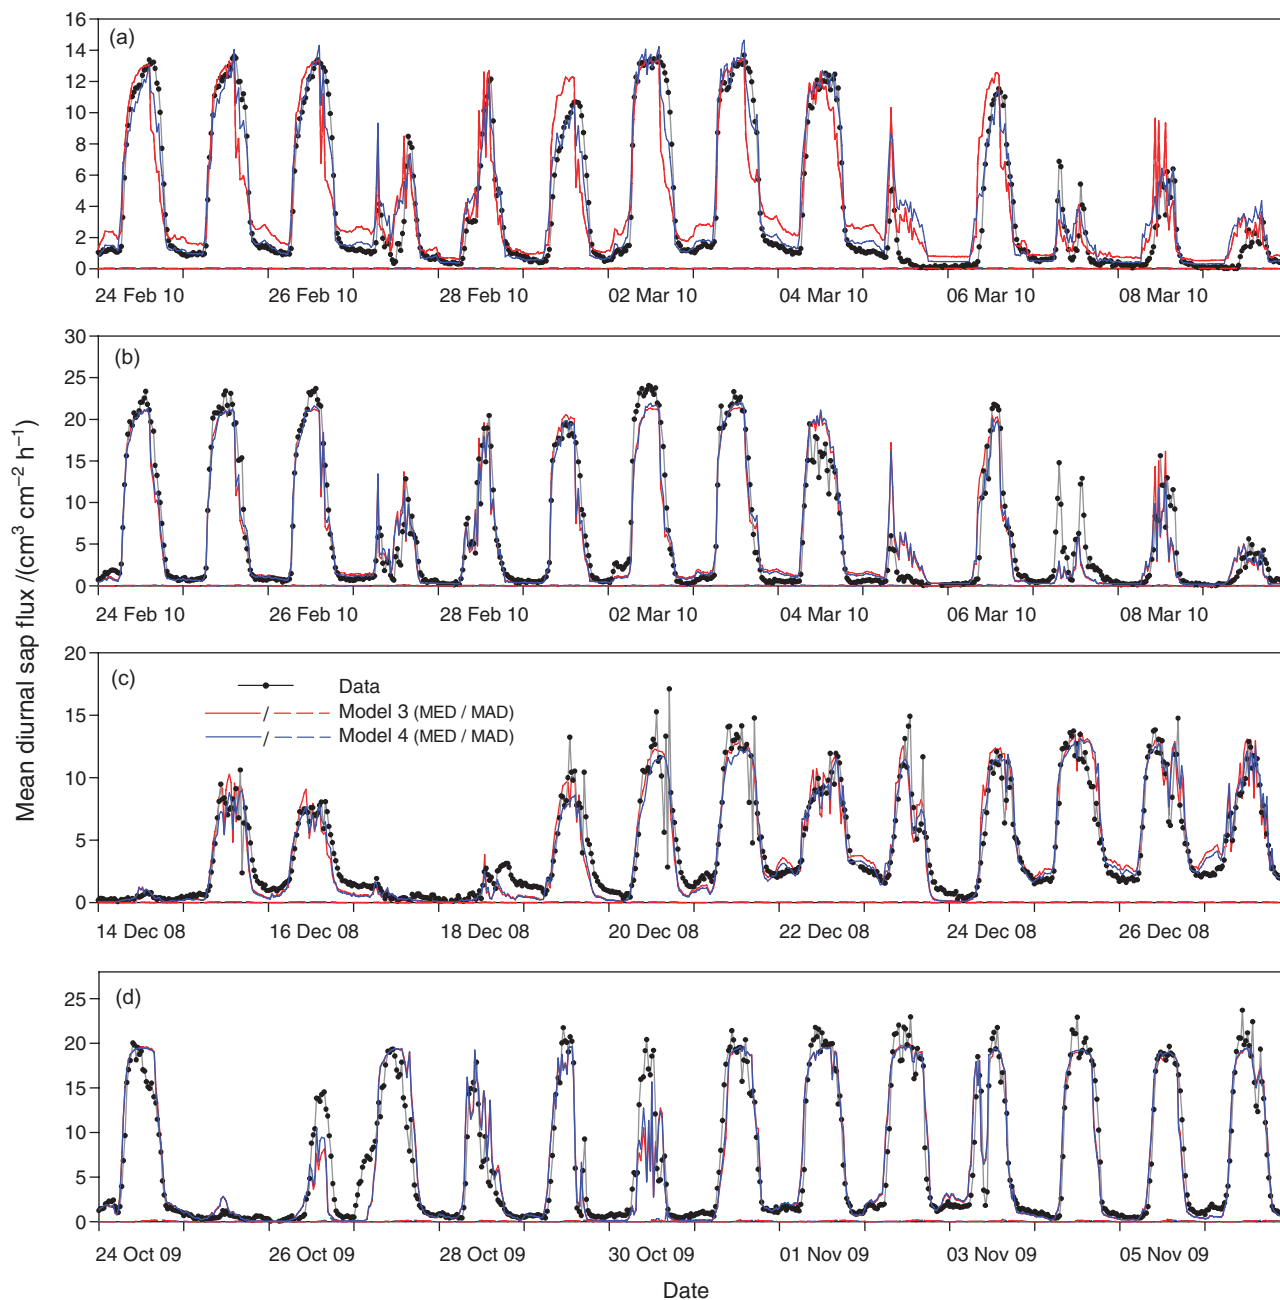 Mean diurnal sap flux /(cm³ cm⁻² h⁻¹)
(a)
16
14
12
10
8
6
4
2
0
24 Feb 10 26 Feb 10 28 Feb 10 02 Mar 10 04 Mar 10 06 Mar 10 08 Mar 10
(b)
30
25
20
15
10
5
0
24 Feb 10 26 Feb 10 28 Feb 10 02 Mar 10 04 Mar 10 06 Mar 10 08 Mar 10
(c)
20
15
10
5
0
Data
/ Model 3 (MED / MAD)
/ Model 4 (MED / MAD)
14 Dec 08 16 Dec 08 18 Dec 08 20 Dec 08 22 Dec 08 24 Dec 08 26 Dec 08
(d)
25
20
15
10
5
0
24 Oct 09 26 Oct 09 28 Oct 09 30 Oct 09 01 Nov 09 03 Nov 09 05 Nov 09
Date